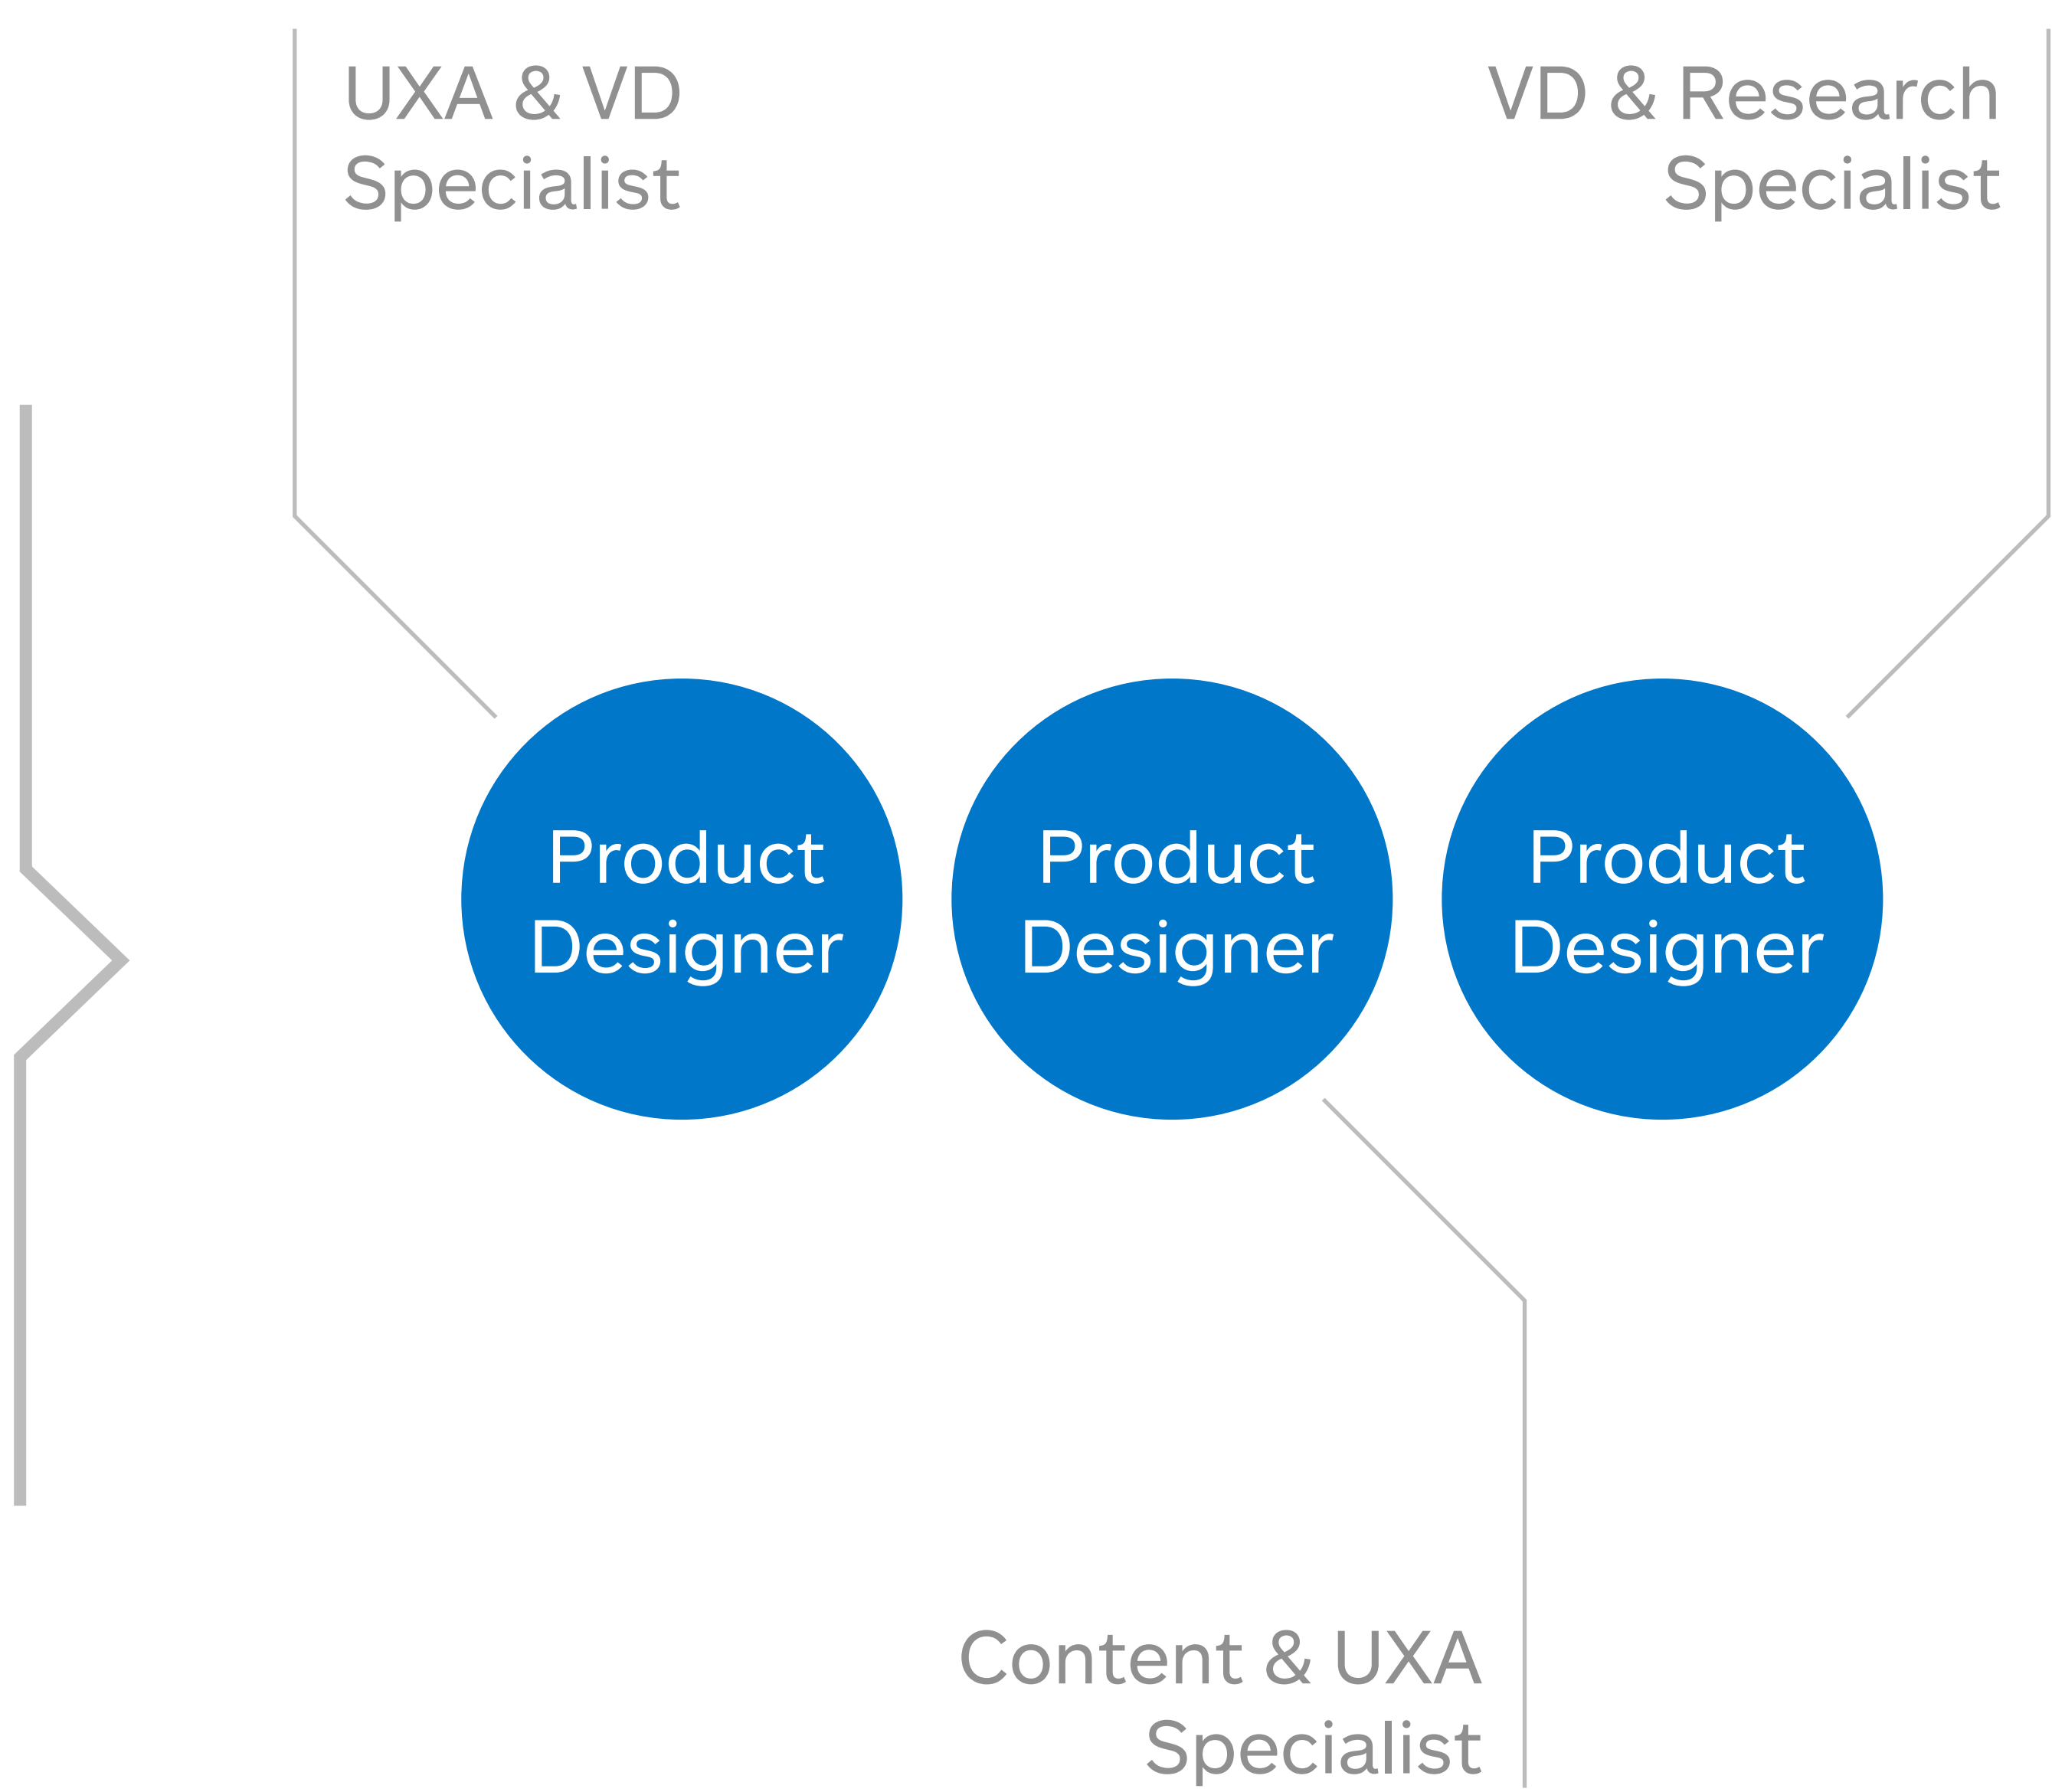 UXA & VD
Specialist
VD & Research
Specialist
Product
Designer
Product
Designer
Product
Designer
Content & UXA
Specialist